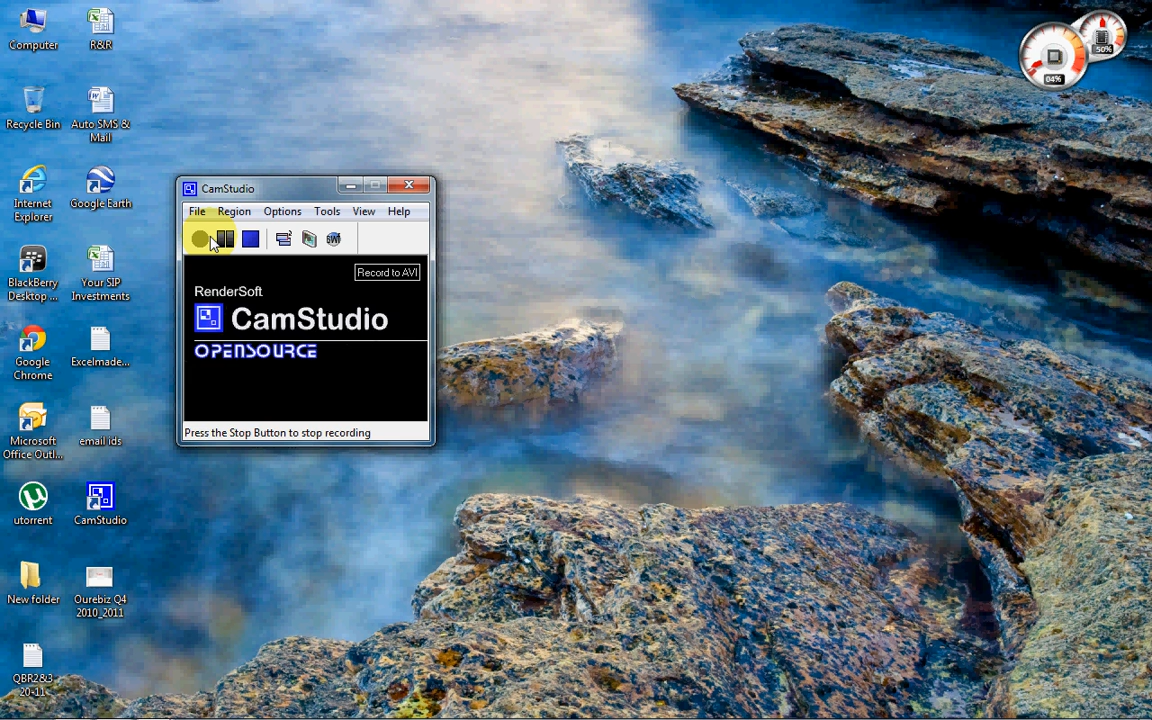 Computer
R&R
Recycle Bin
Auto SMS &
Mail
Internet
Explorer
Google Earth
BlackBerry
Desktop ...
Your SIP
Investments
Google
Chrome
Excelmade...
Microsoft
Office Outl...
email ids
utorrent
CamStudio
New folder
Ourebiz Q4
2010_2011
QBR2&3
20-11
CamStudio
File Region Options Tools View Help
SWF
Record to AVI
RenderSoft
CamStudio
OPENSOURCE
Press the Stop Button to stop recording
50%
04%